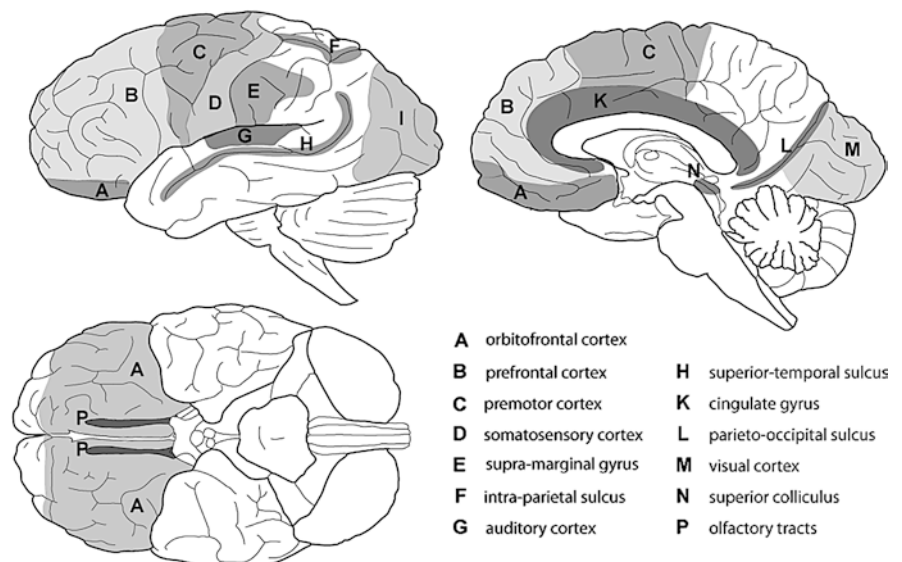 C
F
B
D
E
I
G
H
A
C
B
K
L
M
N
A
A
P
P
A
A orbitofrontal cortex
B prefrontal cortex
C premotor cortex
D somatosensory cortex
E supra-marginal gyrus
F intra-parietal sulcus
G auditory cortex
H superior-temporal sulcus
K cingulate gyrus
L parieto-occipital sulcus
M visual cortex
N superior colliculus
P olfactory tracts